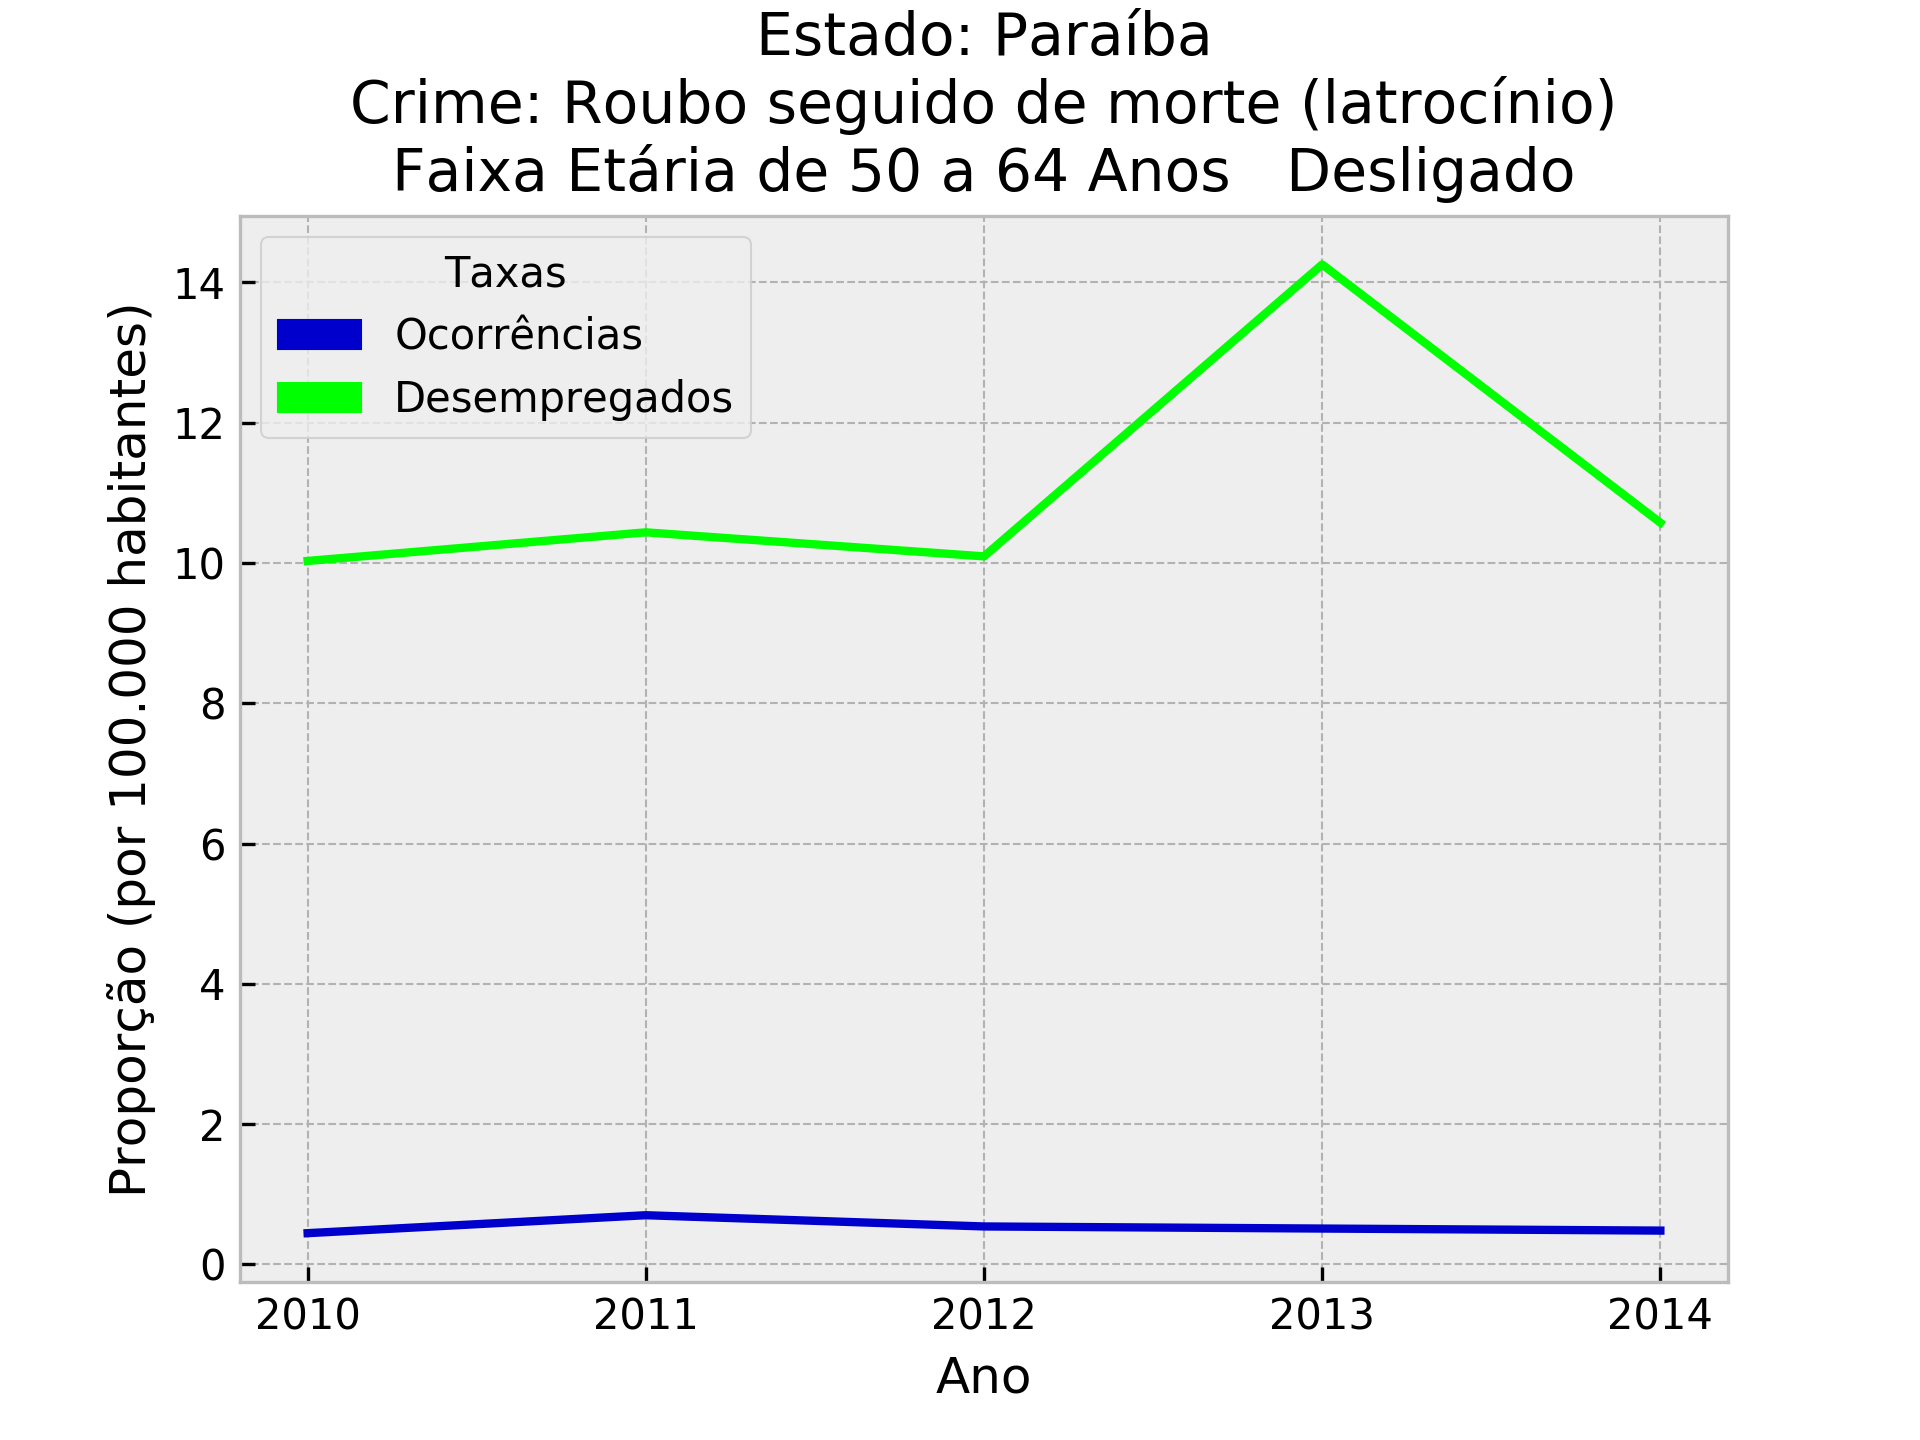 Estado: Paraíba
Crime: Roubo seguido de morte (latrocínio)
Faixa Etária de 50 a 64 Anos   Desligado
Taxas
Ocorrências
Desempregados
Proporção (por 100.000 habitantes)
14
12
10
8
6
4
2
0
2010 2011 2012 2013 2014
Ano